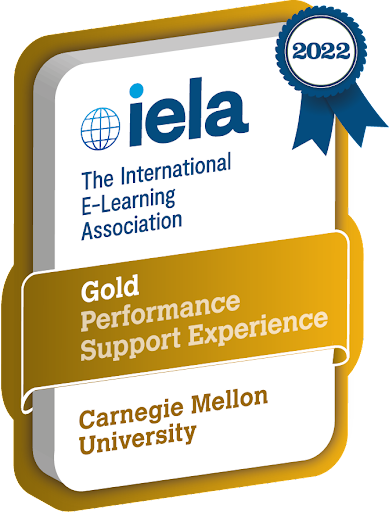 2022
iela
The International
E-Learning
Association
Gold
Performance
Support Experience
Carnegie Mellon
University